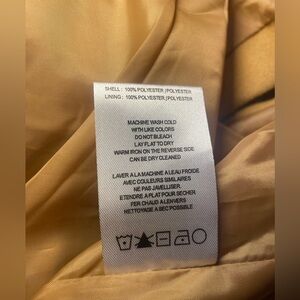 SHELL : 100% POLYESTER /POLYESTER
LINING : 100% POLYESTER /POLYESTER
MACHINE WASH COLD
WITH LIKE COLORS
DO NOT BLEACH
LAY FLAT TO DRY
WARM IRON ON THE REVERSE SIDE
CAN BE DRY CLEANED
LAVER A LA MACHINE A LEAU FROIDE
AVEC COULEURS SIMILAIRES
NE PAS JAVELLISER.
ETENDRE A PLAT POUR SECHER
FER CHAUD A LENVERS
NETTOYAGE A SEC POSSIBLE